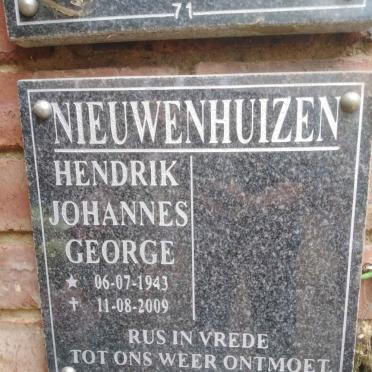 71
NIEUWENHUIZEN
HENDRIK
JOHANNES
GEORGE
★ 06-07-1943
✝ 11-08-2009
RUS IN VREDE
TOT ONS WEER ONTMOET